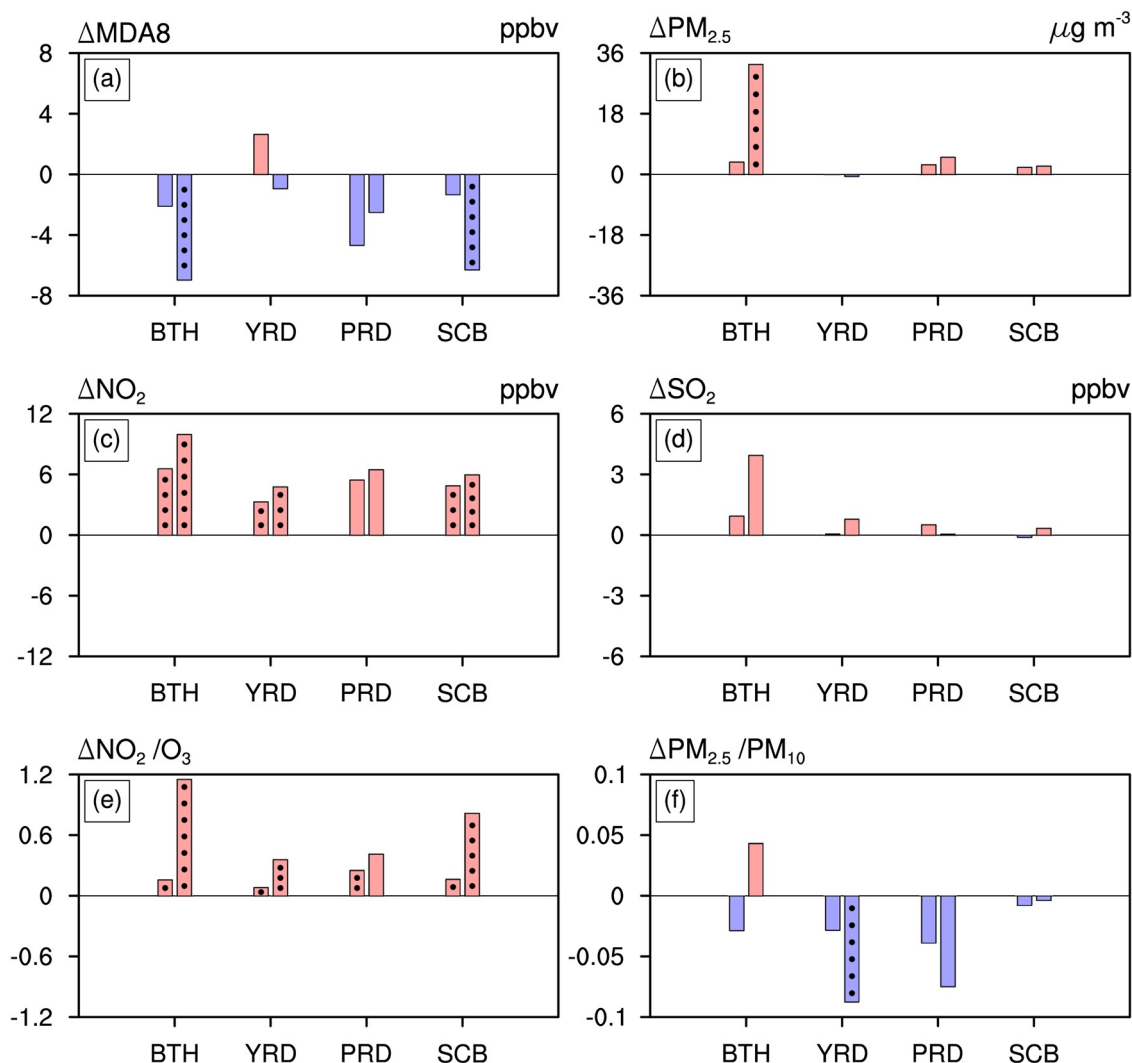 ΔMDA8 ppbv
(a)
8
4
0
-4
-8
BTH YRD PRD SCB
ΔPM2.5 μg m-3
(b)
36
18
0
-18
-36
BTH YRD PRD SCB
ΔNO2 ppbv
(c)
12
6
0
-6
-12
BTH YRD PRD SCB
ΔSO2 ppbv
(d)
6
3
0
-3
-6
BTH YRD PRD SCB
ΔNO2 /O3
(e)
1.2
0.6
0
-0.6
-1.2
BTH YRD PRD SCB
ΔPM2.5 /PM10
(f)
0.1
0.05
0
-0.05
-0.1
BTH YRD PRD SCB